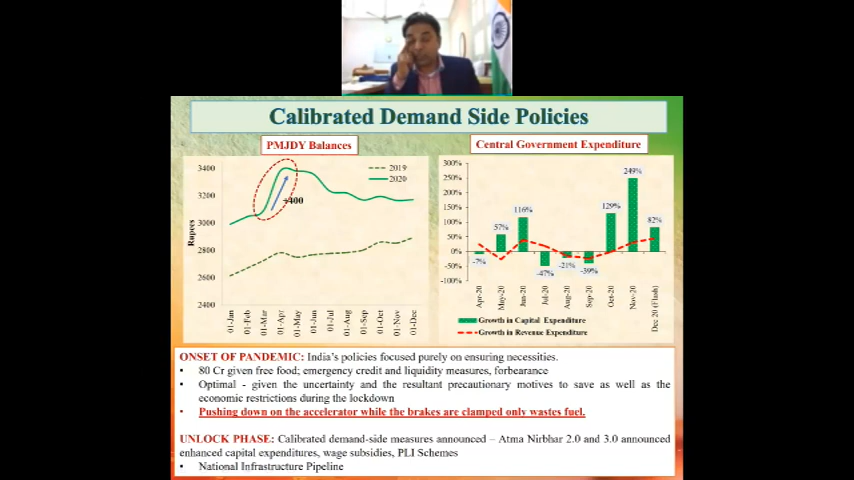 Calibrated Demand Side Policies
PMJDY Balances
3400
3200
3000
2800
2600
2400
Rupees
2019
2020
+400
01-Jan
01-Feb
01-Mar
01-Apr
01-May
01-Jun
01-Jul
01-Aug
01-Sep
01-Oct
01-Nov
01-Dec
Central Government Expenditure
300%
250%
200%
150%
100%
50%
0%
-50%
-100%
-7%
57%
116%
-47%
-21%
-39%
129%
249%
82%
Apr-20
May-20
Jun-20
Jul-20
Aug-20
Sep-20
Oct-20
Nov-20
Dec 20 (Flash)
Growth in Capital Expenditure
Growth in Revenue Expenditure
ONSET OF PANDEMIC: India's policies focused purely on ensuring necessities.
• 80 Cr given free food; emergency credit and liquidity measures, forbearance
• Optimal - given the uncertainty and the resultant precautionary motives to save as well as the
economic restrictions during the lockdown
• Pushing down on the accelerator while the brakes are clamped only wastes fuel.
UNLOCK PHASE: Calibrated demand-side measures announced – Atma Nirbhar 2.0 and 3.0 announced
enhanced capital expenditures, wage subsidies, PLI Schemes
• National Infrastructure Pipeline